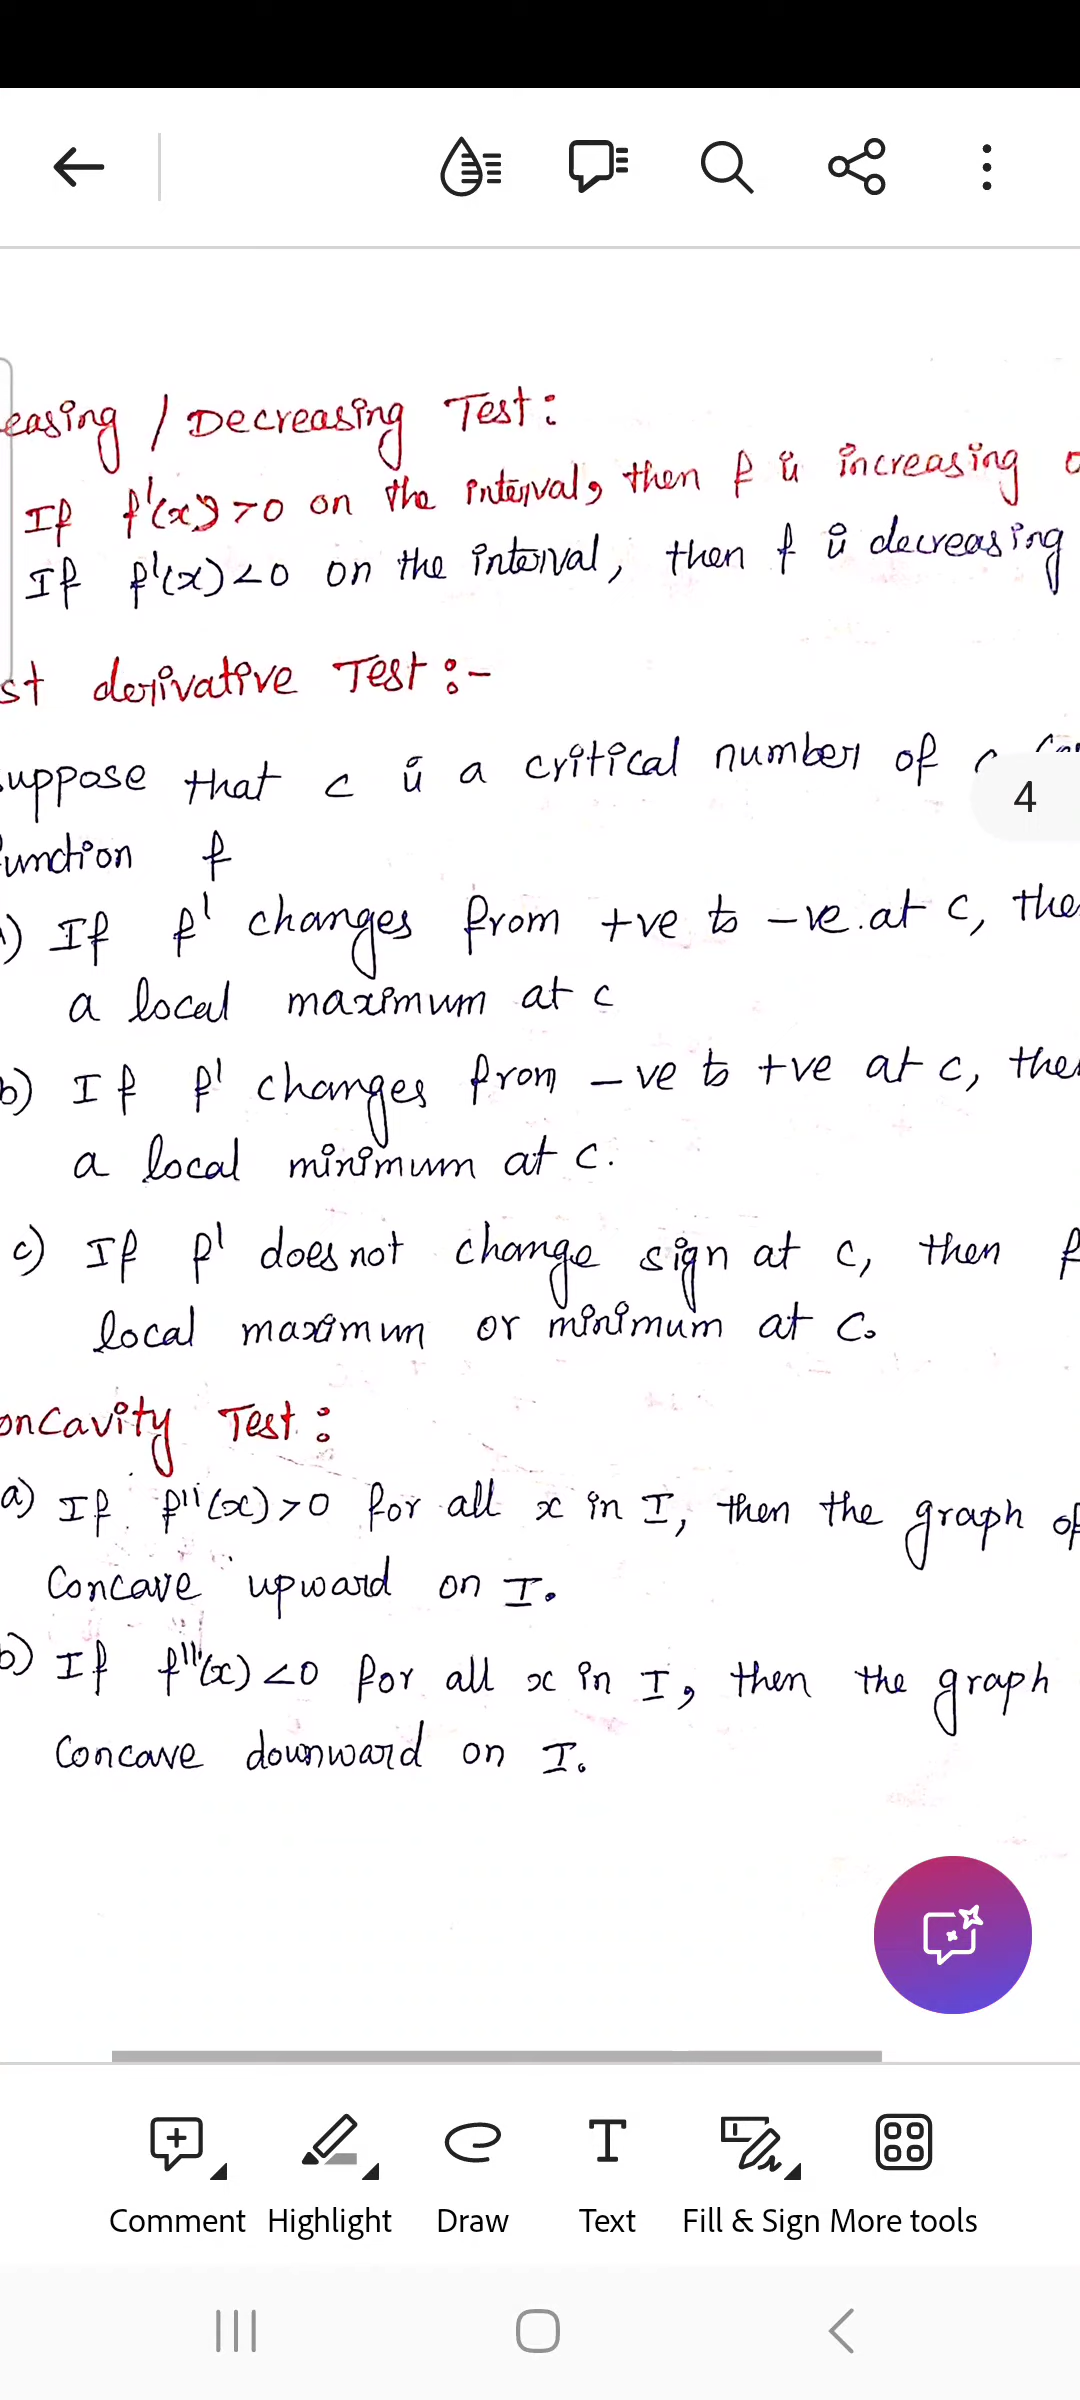 easing / Decreasing Test:
If f'(x) > 0 on the interval, then f is increasing
If f'(x) < 0 on the interval, then f is decreasing
st derivative Test :-
uppose that c is a critical number of
4
unction f
If f' changes from +ve to -ve. at c, the
a local maximum at c
b) If f' changes from -ve to +ve at c, the
a local minimum at c.
c) If f' does not change sign at c, then f
local maximum or minimum at c.
oncavity Test :
a) If f''(x) > 0 for all x in I, then the graph of
Concave upward on I.
b) If f''(x) < 0 for all x in I, then the graph
Concave downward on I.
Comment Highlight Draw Text Fill & Sign More tools